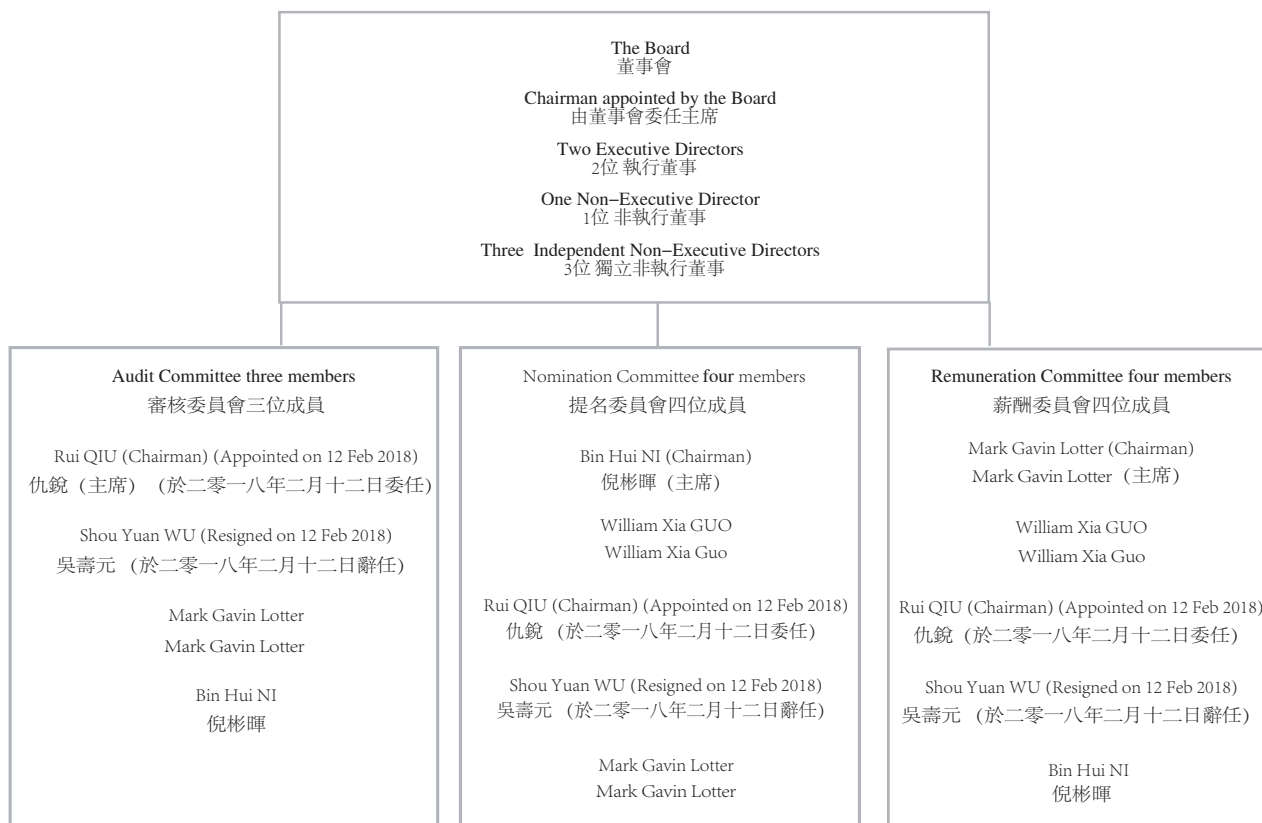 The Board
董事會
Chairman appointed by the Board
由董事會委任主席
Two Executive Directors
2位 執行董事
One Non–Executive Director
1位 非執行董事
Three Independent Non–Executive Directors
3位 獨立非執行董事
Audit Committee three members
審核委員會三位成員
Rui QIU (Chairman) (Appointed on 12 Feb 2018)
仇銳 (主席) (於二零一八年二月十二日委任)
Shou Yuan WU (Resigned on 12 Feb 2018)
吳壽元 (於二零一八年二月十二日辭任)
Mark Gavin Lotter
Mark Gavin Lotter
Bin Hui NI
倪彬暉
Nomination Committee four members
提名委員會四位成員
Bin Hui NI (Chairman)
倪彬暉 (主席)
William Xia GUO
William Xia Guo
Rui QIU (Chairman) (Appointed on 12 Feb 2018)
仇銳 (於二零一八年二月十二日委任)
Shou Yuan WU (Resigned on 12 Feb 2018)
吳壽元 (於二零一八年二月十二日辭任)
Mark Gavin Lotter
Mark Gavin Lotter
Remuneration Committee four members
薪酬委員會四位成員
Mark Gavin Lotter (Chairman)
Mark Gavin Lotter (主席)
William Xia GUO
William Xia Guo
Rui QIU (Chairman) (Appointed on 12 Feb 2018)
仇銳 (於二零一八年二月十二日委任)
Shou Yuan WU (Resigned on 12 Feb 2018)
吳壽元 (於二零一八年二月十二日辭任)
Bin Hui NI
倪彬暉